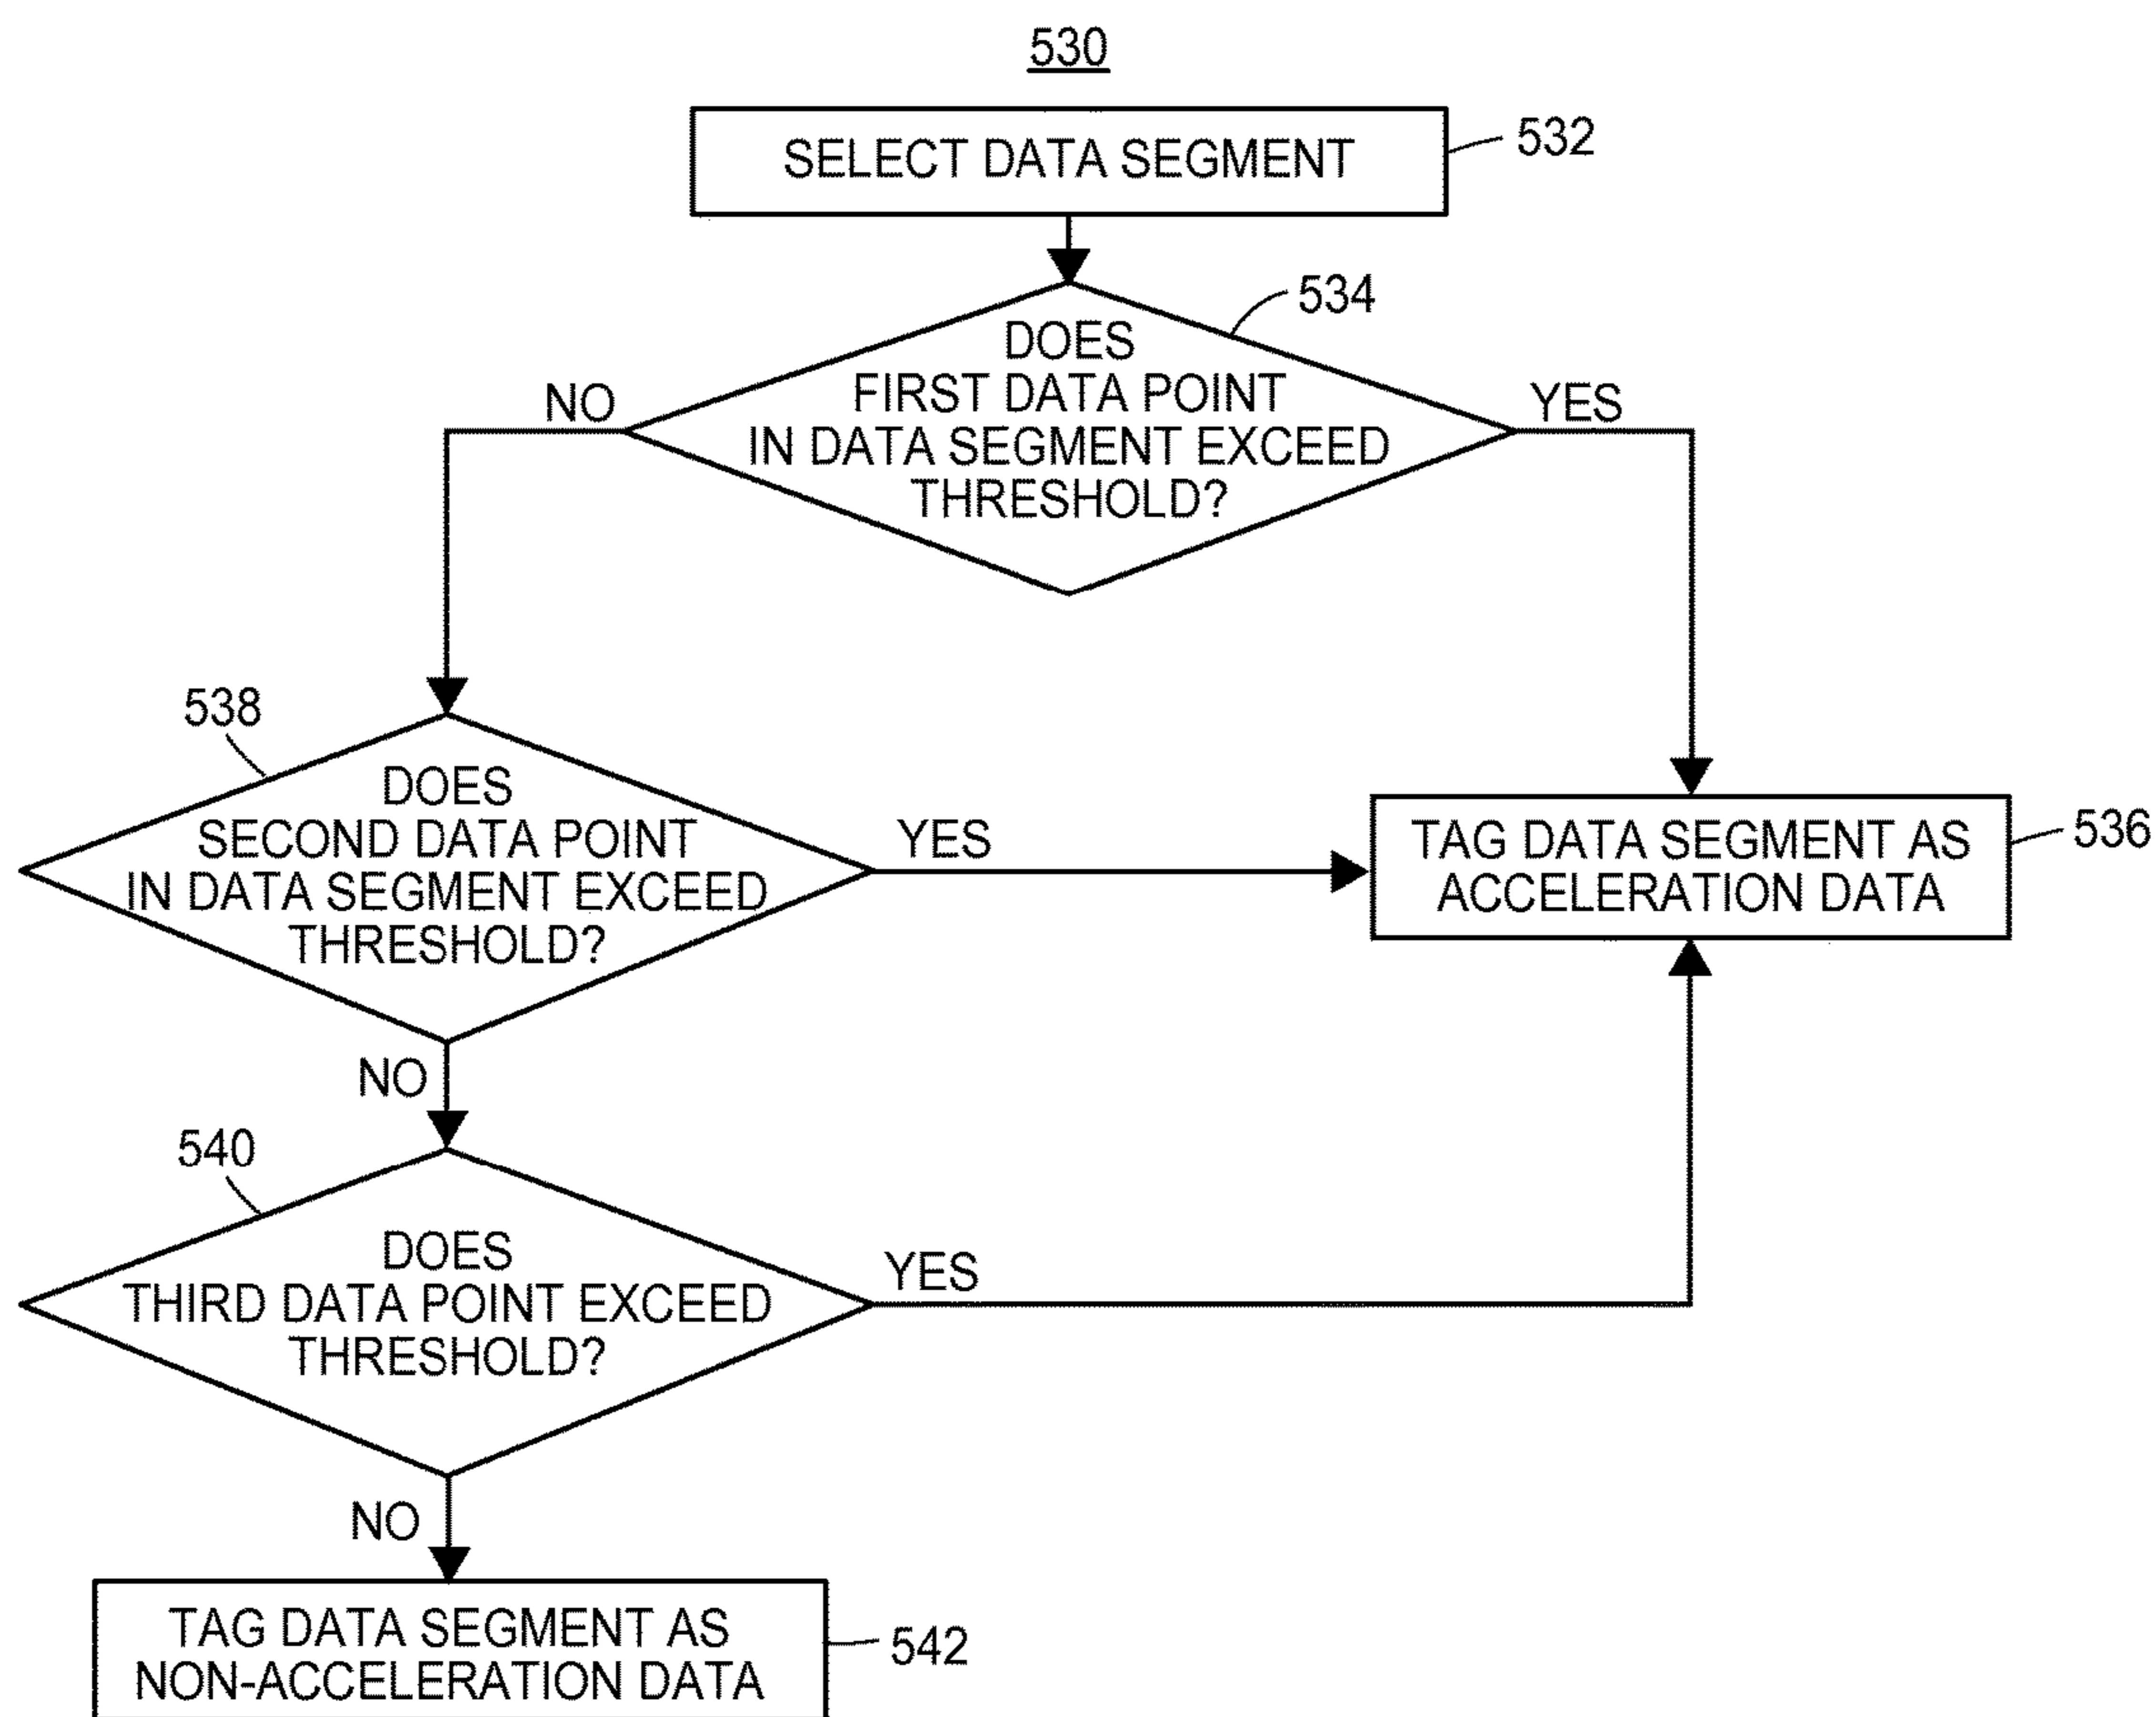 530
SELECT DATA SEGMENT
532
534
DOES
FIRST DATA POINT
IN DATA SEGMENT EXCEED
THRESHOLD?
NO
YES
538
DOES
SECOND DATA POINT
IN DATA SEGMENT EXCEED
THRESHOLD?
YES
TAG DATA SEGMENT AS
ACCELERATION DATA
536
NO
540
DOES
THIRD DATA POINT EXCEED
THRESHOLD?
YES
NO
TAG DATA SEGMENT AS
NON-ACCELERATION DATA
542